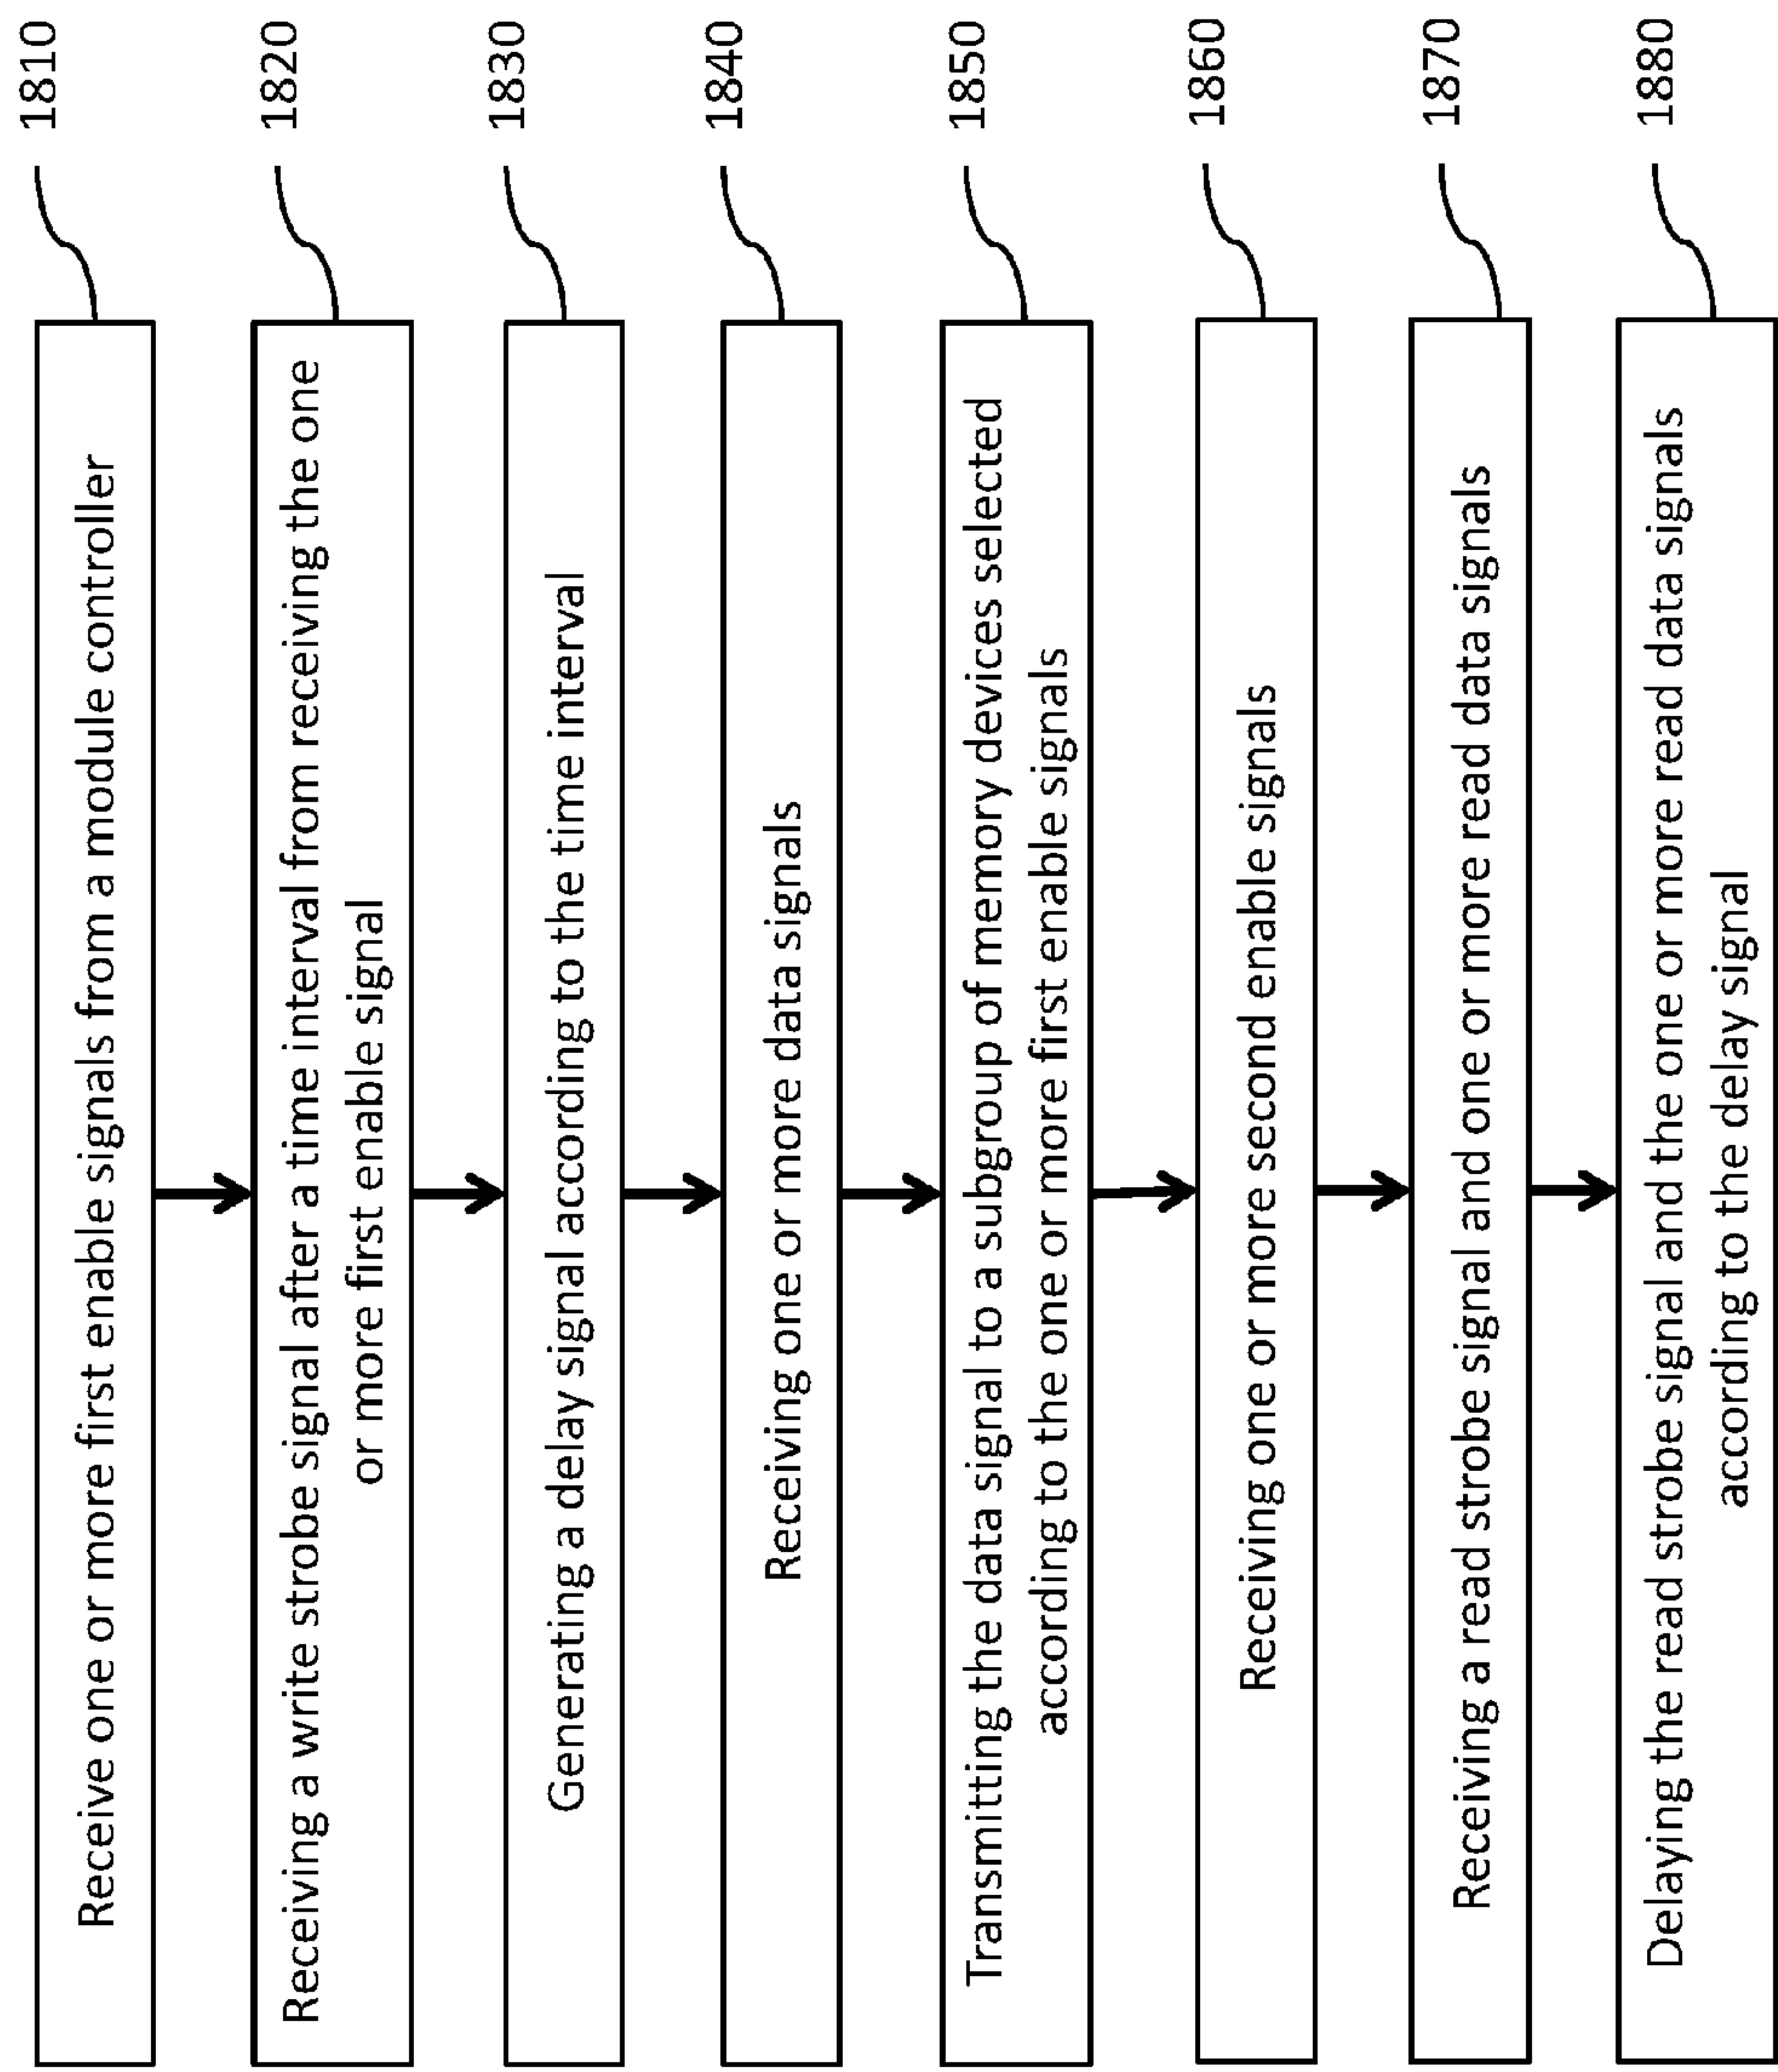 Receive one or more first enable signals from a module controller
1810
Receiving a write strobe signal after a time interval from receiving the one
or more first enable signal
1820
Generating a delay signal according to the time interval
1830
Receiving one or more data signals
1840
Transmitting the data signal to a subgroup of memory devices selected
according to the one or more first enable signals
1850
Receiving one or more second enable signals
1860
Receiving a read strobe signal and one or more read data signals
1870
Delaying the read strobe signal and the one or more read data signals
according to the delay signal
1880